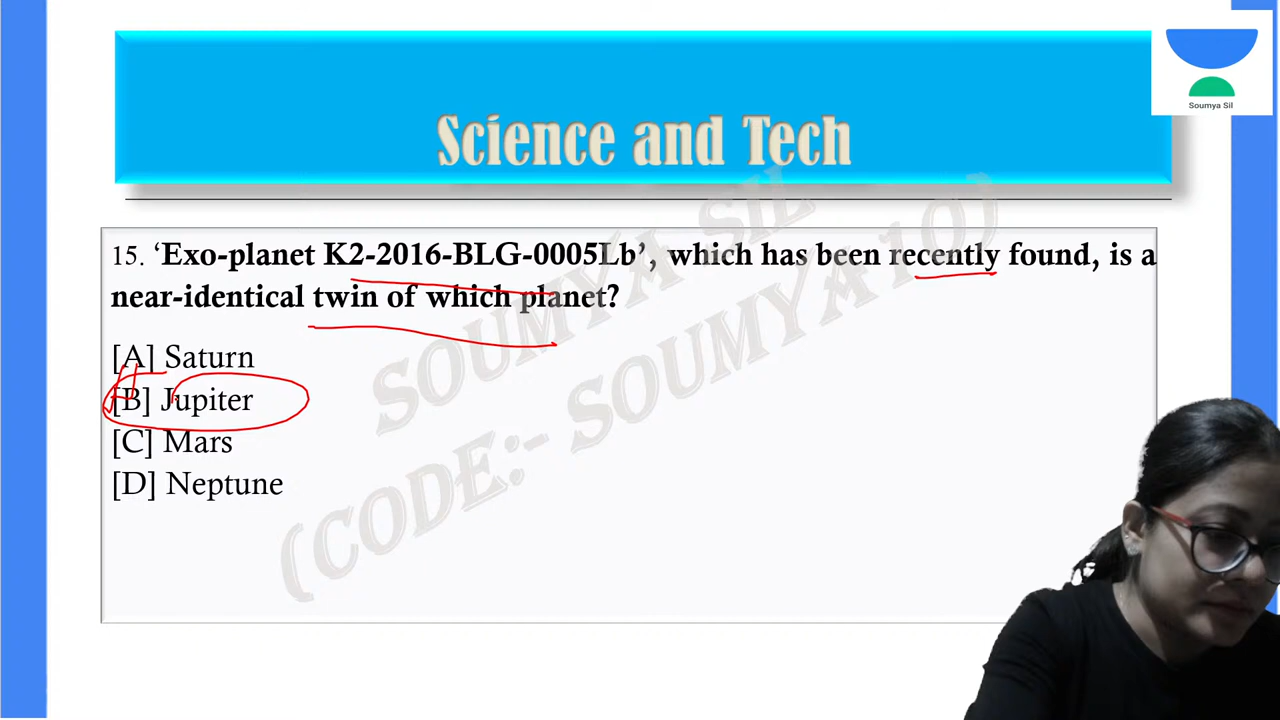 Soumya Sil
Science and Tech
15. ‘Exo-planet K2-2016-BLG-0005Lb’, which has been recently found, is a
near-identical twin of which planet?
[A] Saturn
[B] Jupiter
[C] Mars
[D] Neptune
SOUMYA SIL
(CODE:- SOUMYA10)